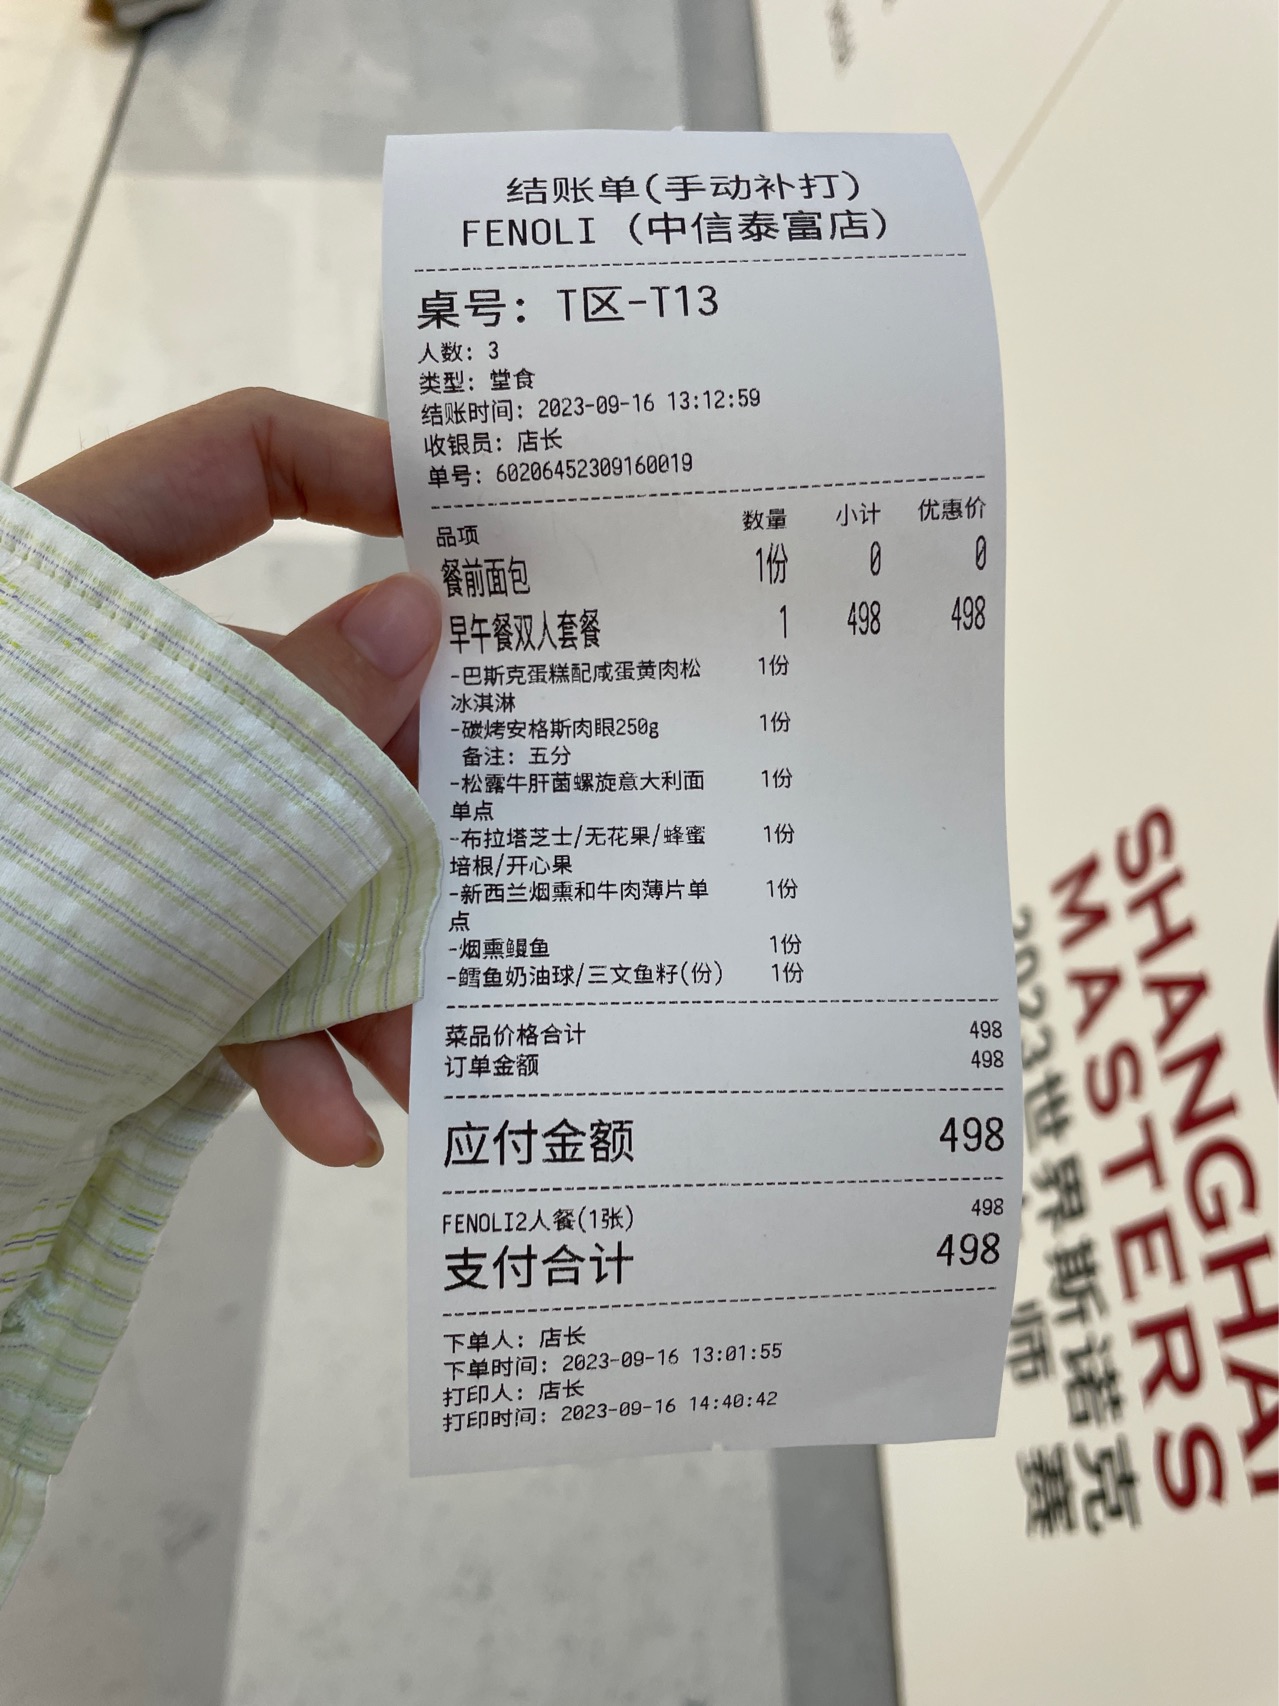 结账单(手动补打)
FENOLI (中信泰富店)
桌号: T区-T13
人数: 3
类型: 堂食
结账时间: 2023-09-16 13:12:59
收银员: 店长
单号: 60206452309160019
品项 数量 小计 优惠价
餐前面包 1份 0 0
早午餐双人套餐 1 498 498
-巴斯克蛋糕配咸蛋黄肉松 1份
冰淇淋
-碳烤安格斯肉眼250g 1份
备注: 五分
-松露牛肝菌螺旋意大利面 1份
单点
-布拉塔芝士/无花果/蜂蜜 1份
培根/开心果
-新西兰烟熏和牛肉薄片单 1份
点
-烟熏鳗鱼 1份
-鳕鱼奶油球/三文鱼籽(份) 1份
菜品价格合计 498
订单金额 498
应付金额 498
FENOLI2人餐(1张) 498
支付合计 498
下单人: 店长
下单时间: 2023-09-16 13:01:55
打印人: 店长
打印时间: 2023-09-16 14:40:42
SHANGHAI
MASTERS
2023世界斯诺克
师 赛